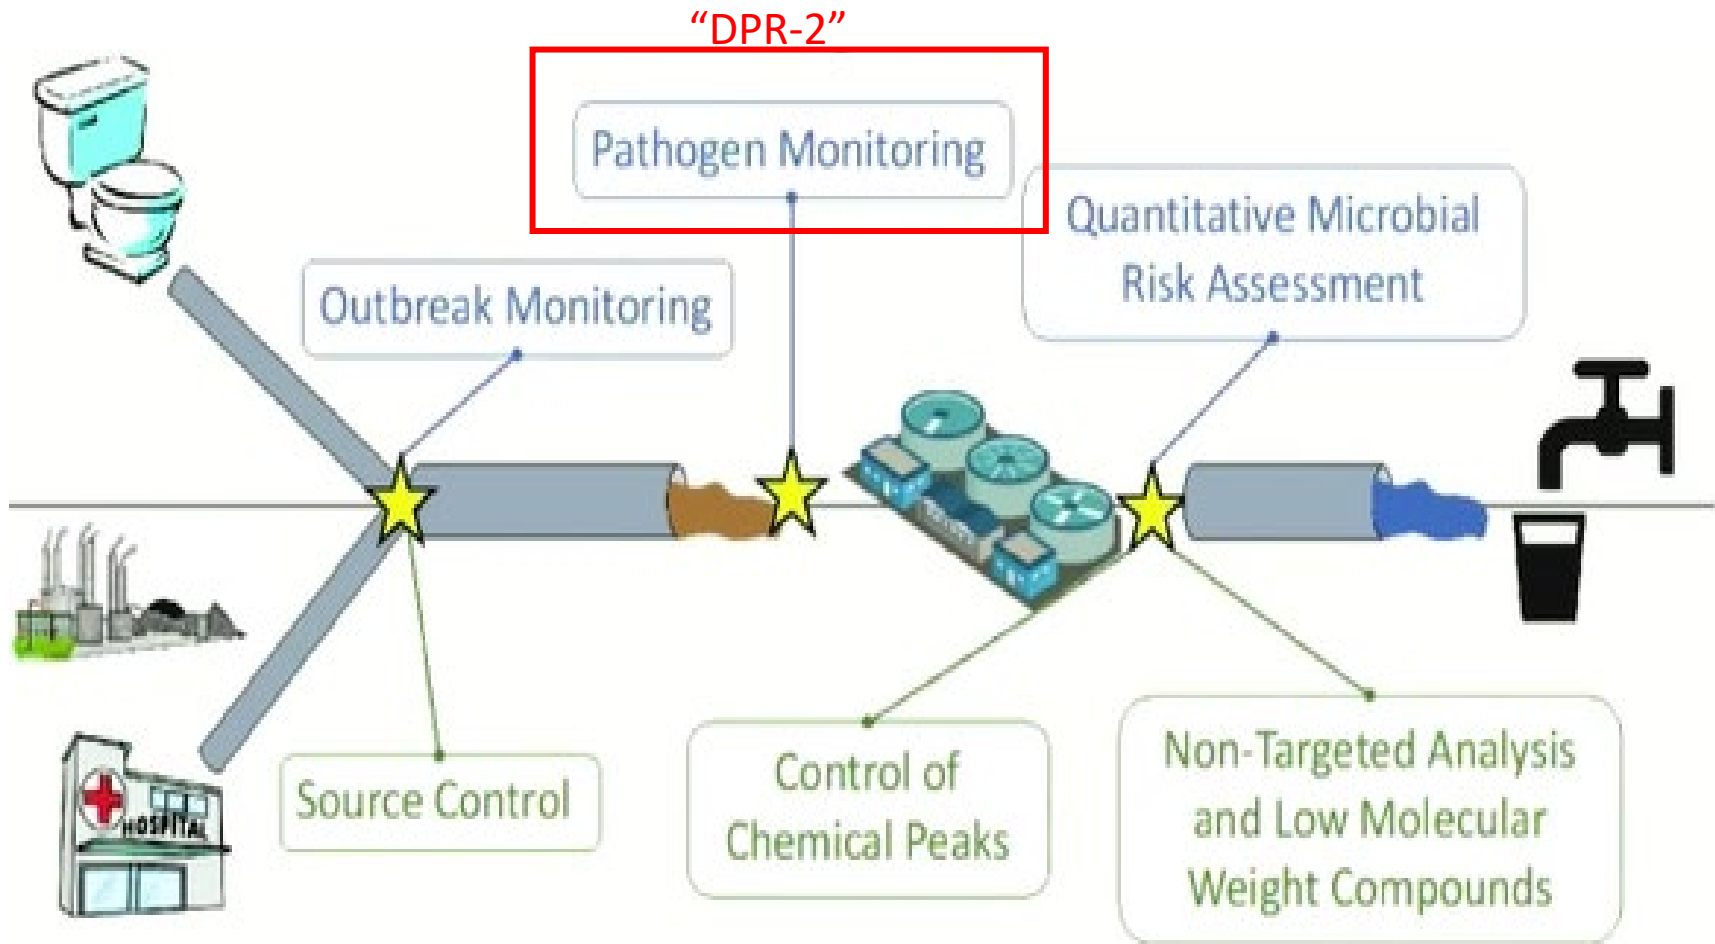 “DPR-2”
Pathogen Monitoring
Quantitative Microbial
Risk Assessment
Outbreak Monitoring
Source Control
HOSPITAL
Control of
Chemical Peaks
Non-Targeted Analysis
and Low Molecular
Weight Compounds